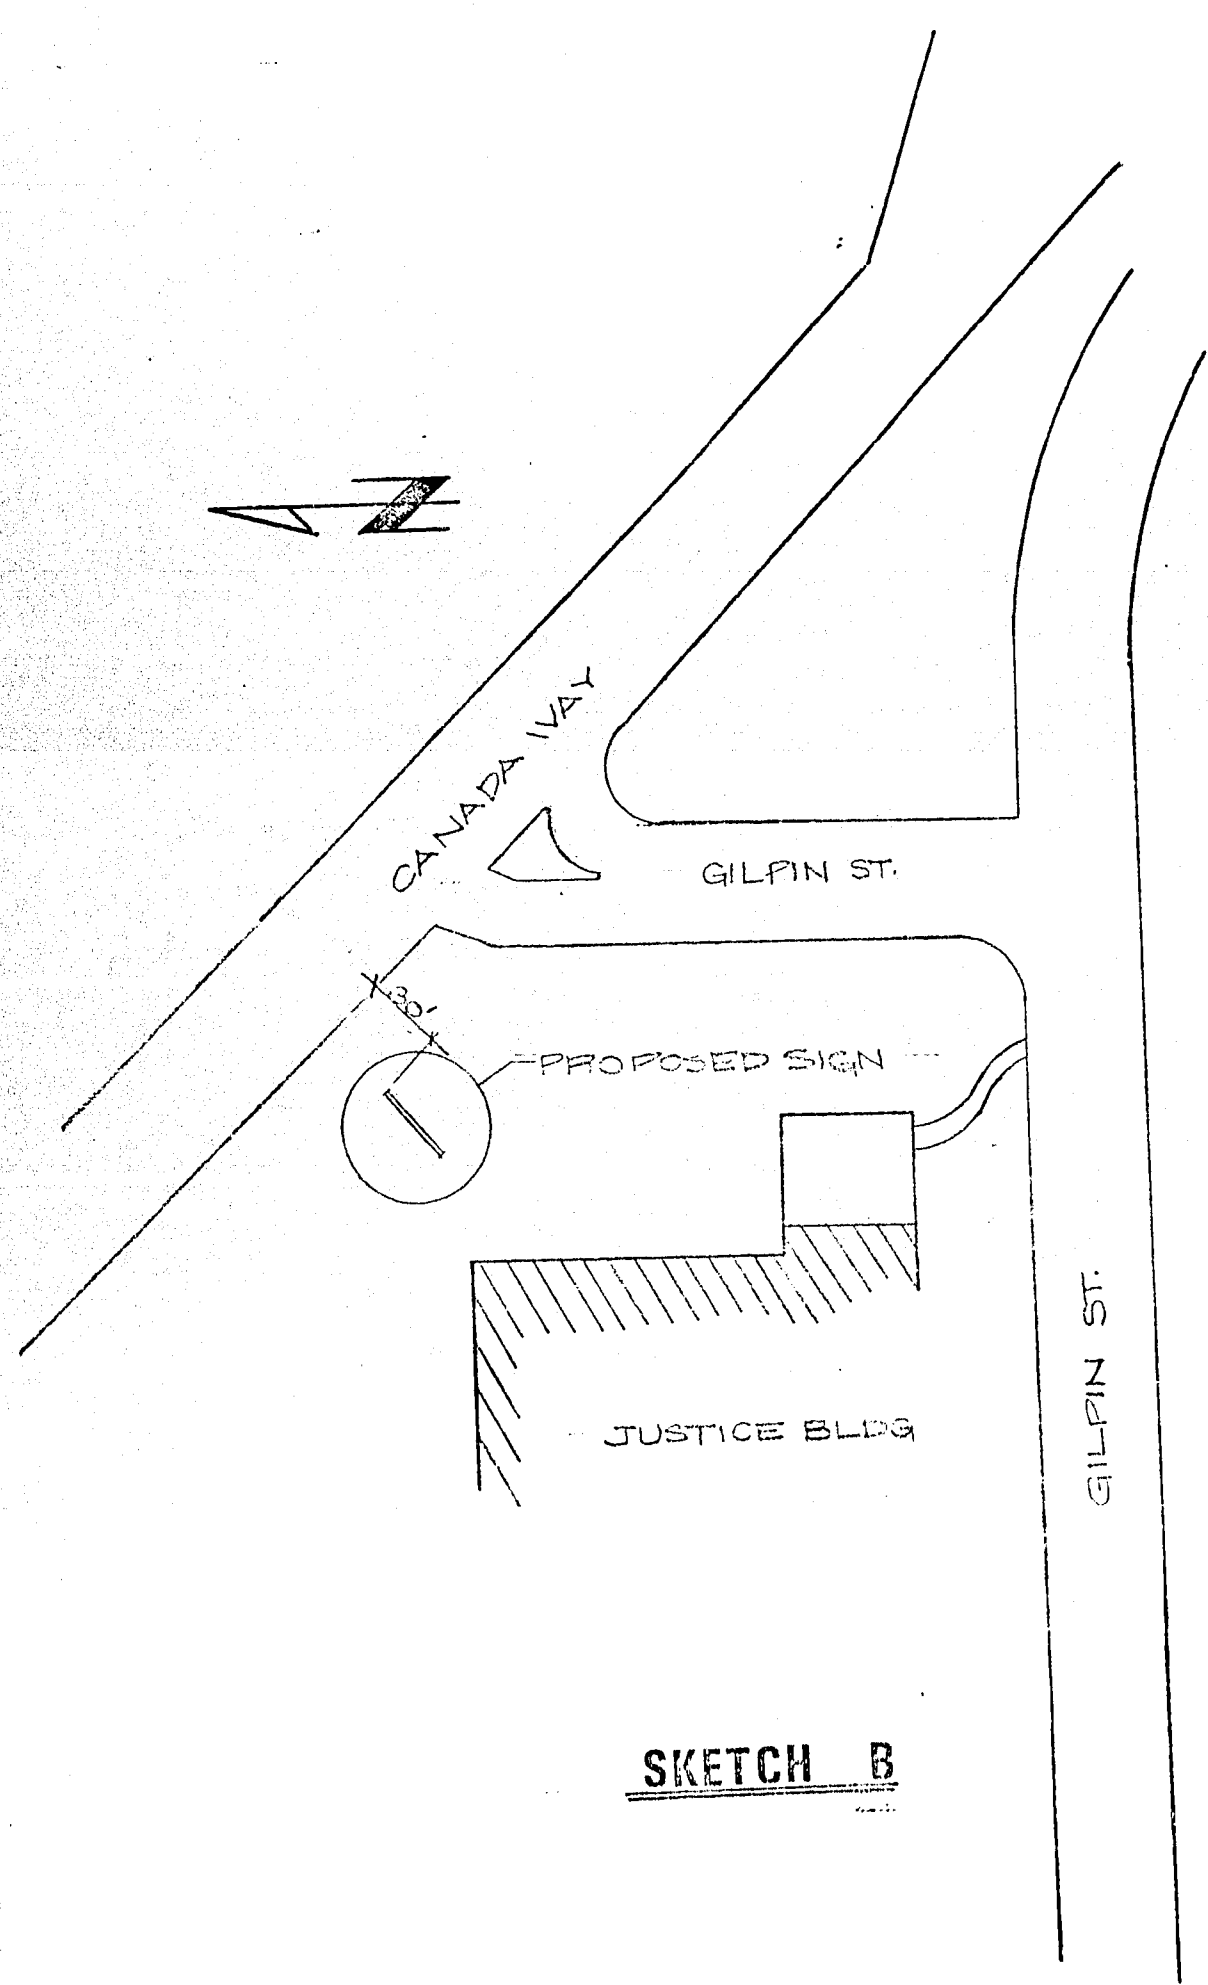 CANADA WAY
GILPIN ST.
30'
PROPOSED SIGN
JUSTICE BLDG
GILPIN ST.
SKETCH B